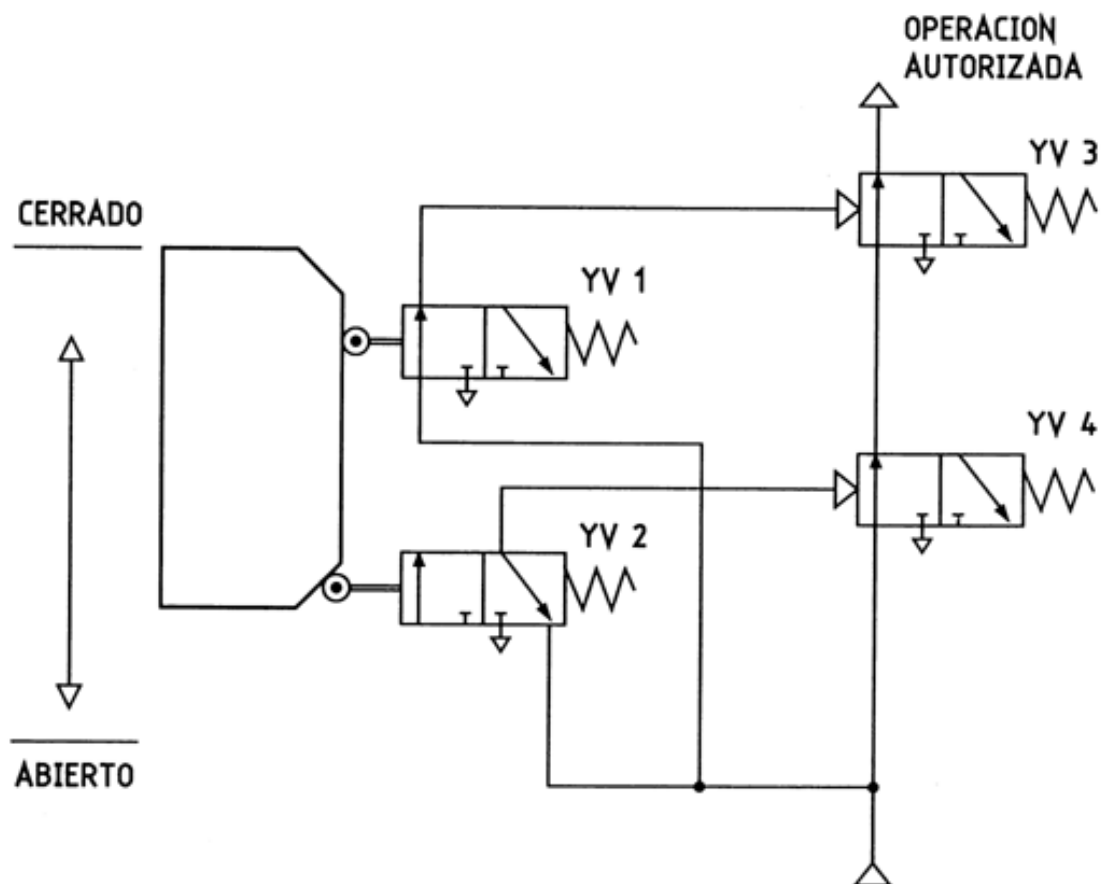 OPERACION
AUTORIZADA
YV 3
CERRADO
YV 1
YV 4
YV 2
ABIERTO